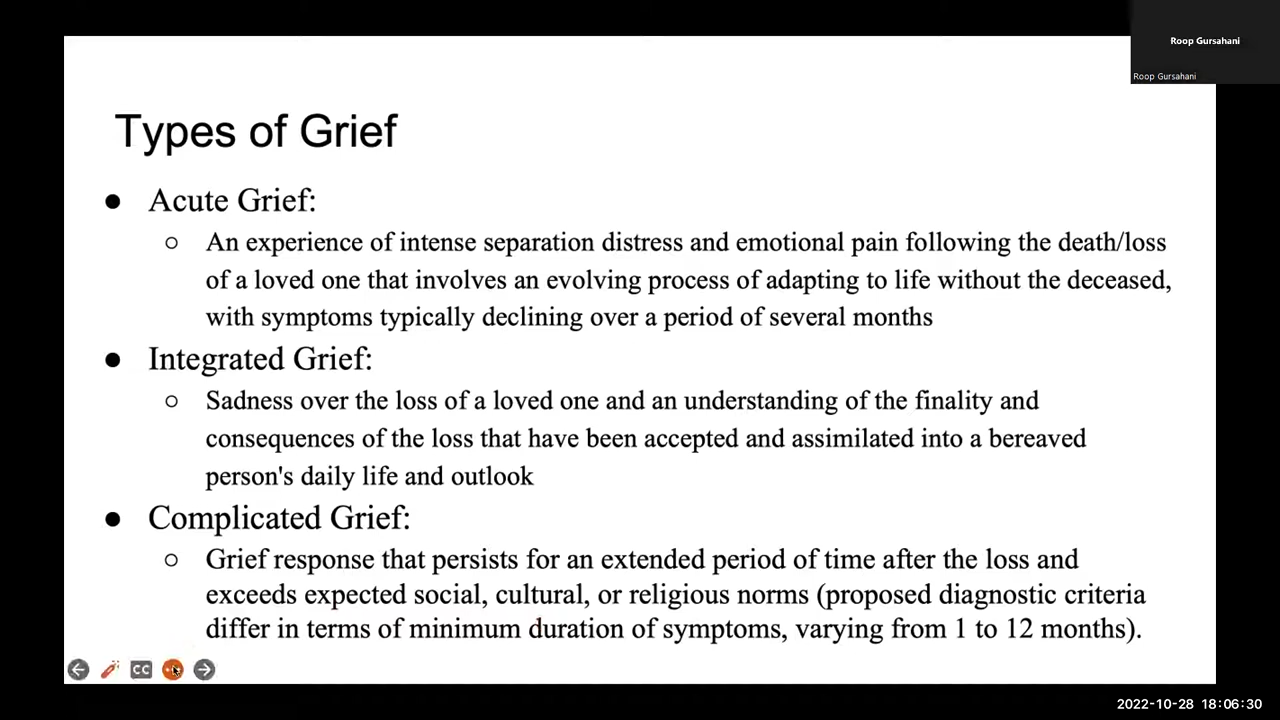 Roop Gursahani
Roop Gursahani
Types of Grief
● Acute Grief:
○ An experience of intense separation distress and emotional pain following the death/loss
of a loved one that involves an evolving process of adapting to life without the deceased,
with symptoms typically declining over a period of several months
● Integrated Grief:
○ Sadness over the loss of a loved one and an understanding of the finality and
consequences of the loss that have been accepted and assimilated into a bereaved
person's daily life and outlook
● Complicated Grief:
○ Grief response that persists for an extended period of time after the loss and
exceeds expected social, cultural, or religious norms (proposed diagnostic criteria
differ in terms of minimum duration of symptoms, varying from 1 to 12 months).
CC
2022-10-28 18:06:30